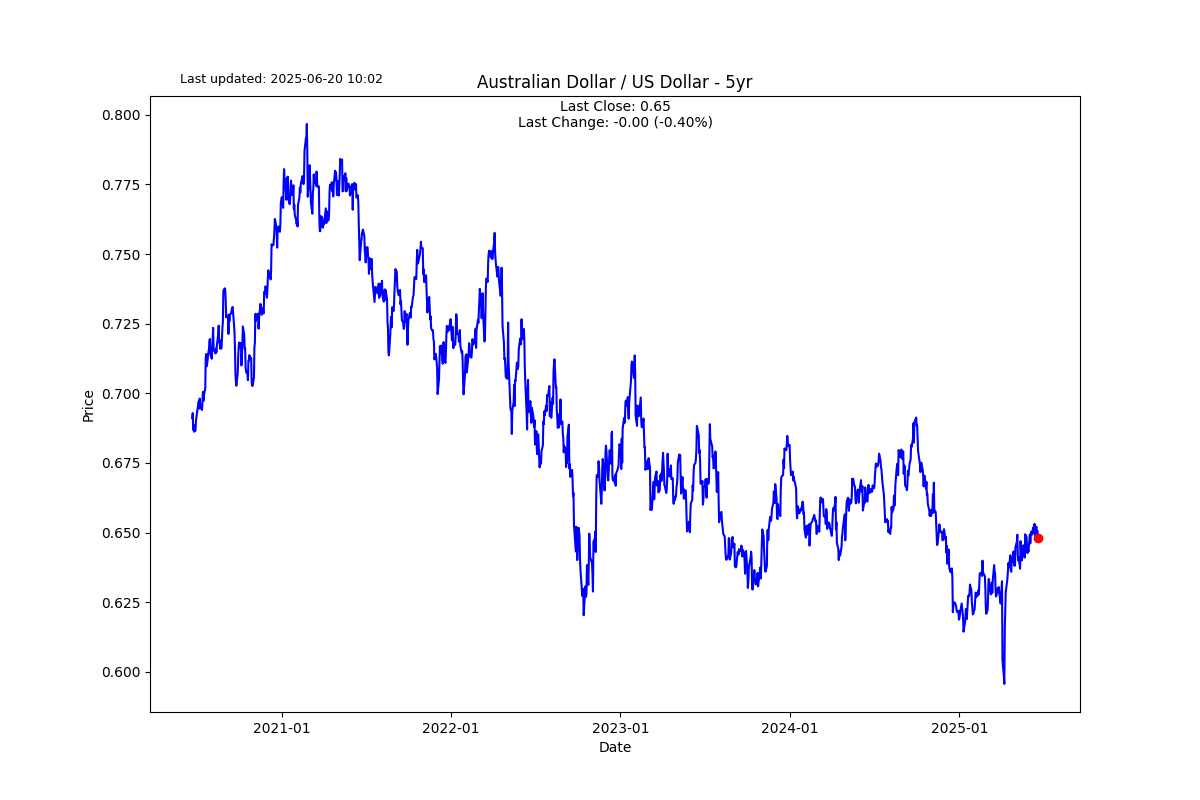 Last updated: 2025-06-20 10:02
Australian Dollar / US Dollar - 5yr
Last Close: 0.65
Last Change: -0.00 (-0.40%)
0.800
0.775
0.750
0.725
0.700
0.675
0.650
0.625
0.600
Price
2021-01 2022-01 2023-01 2024-01 2025-01
Date